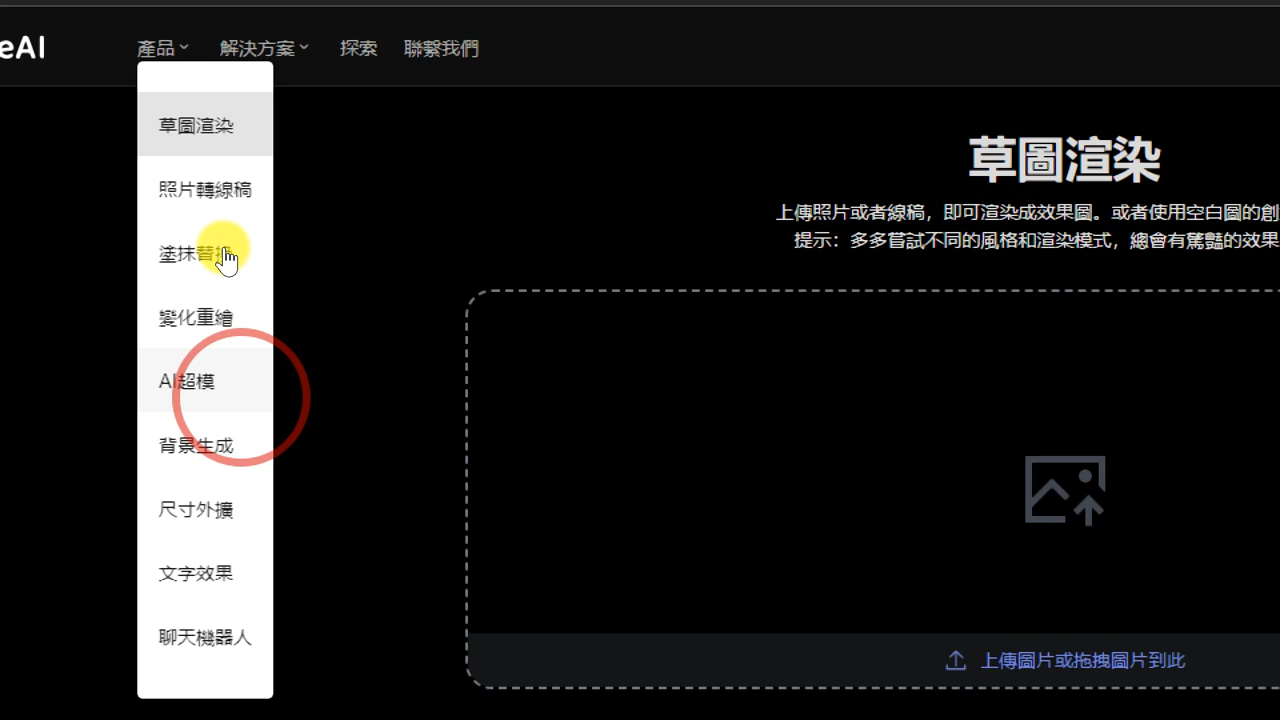 eAI
產品
解決方案
探索
聯繫我們
草圖渲染
照片轉線稿
塗抹替換
變化重繪
AI超模
背景生成
尺寸外擴
文字效果
聊天機器人
草圖渲染
上傳照片或者線稿，即可渲染成效果圖。或者使用空白圖的創
提示：多多嘗試不同的風格和渲染模式，總會有驚豔的效果
上傳圖片或拖拽圖片到此